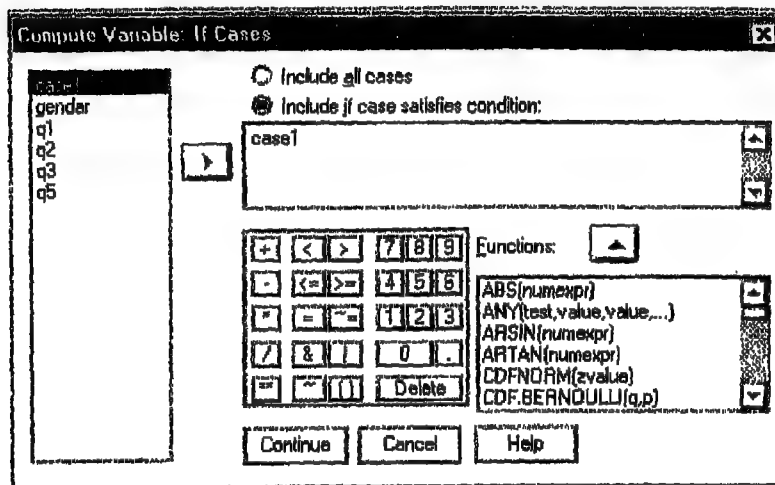 Compute Variable: If Cases
case1
gender
q1
q2
q3
q5
Include all cases
Include if case satisfies condition:
case1
+ < > 7 8 9
- <= >= 4 5 6
* = ~= 1 2 3
/ & | 0 .
** ~ () Delete
Functions:
ABS(numexpr)
ANY(test,value,value,...)
ARSIN(numexpr)
ARTAN(numexpr)
CDFNORM(zvalue)
CDF.BERNOULLI(q,p)
Continue
Cancel
Help